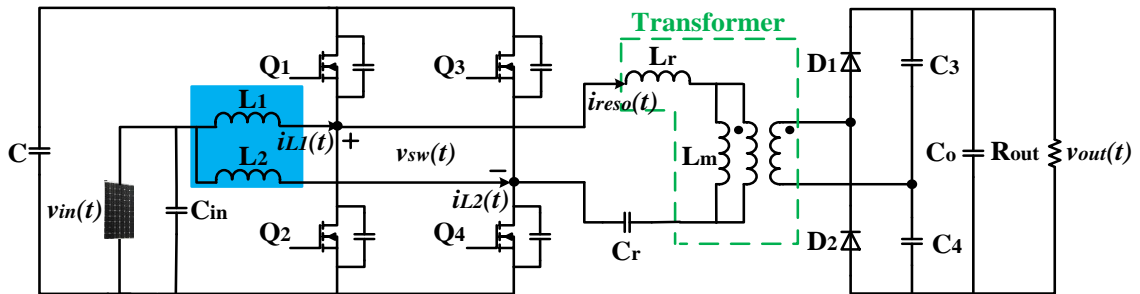 Transformer
Q1
Q3
Lr
D1
C3
L1
iL1(t)
+
ireso(t)
C
L2
vsw(t)
Lm
Co
Rout
vout(t)
−
vin(t)
Cin
iL2(t)
Q2
Q4
Cr
D2
C4